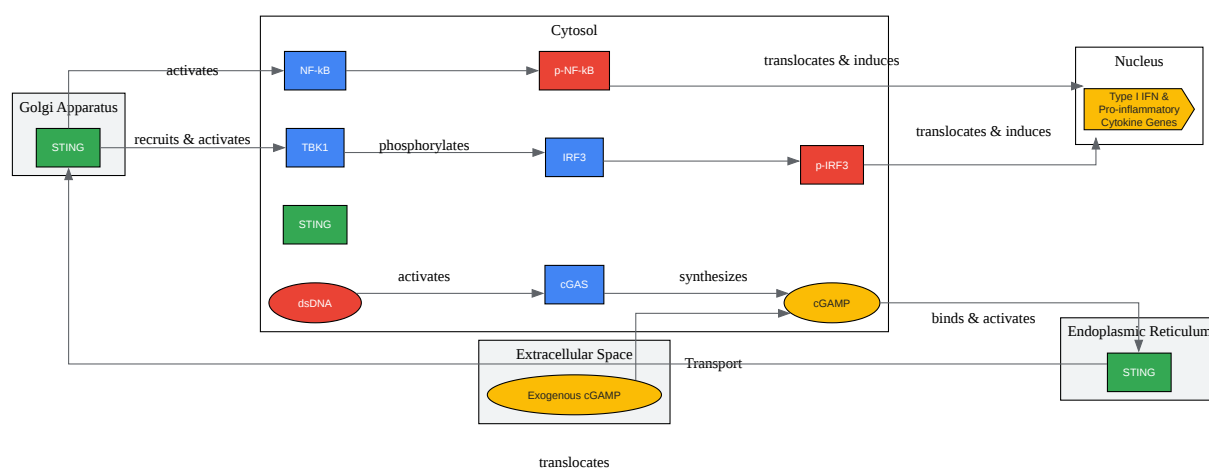 Cytosol
NF-kB
p-NF-kB
translocates & induces
Nucleus
activates
Type I IFN &
Pro-inflammatory
Cytokine Genes
Golgi Apparatus
STING
recruits & activates
TBK1
phosphorylates
IRF3
p-IRF3
translocates & induces
STING
dsDNA
activates
cGAS
synthesizes
cGAMP
binds & activates
Endoplasmic Reticulum
STING
Extracellular Space
Transport
Exogenous cGAMP
translocates